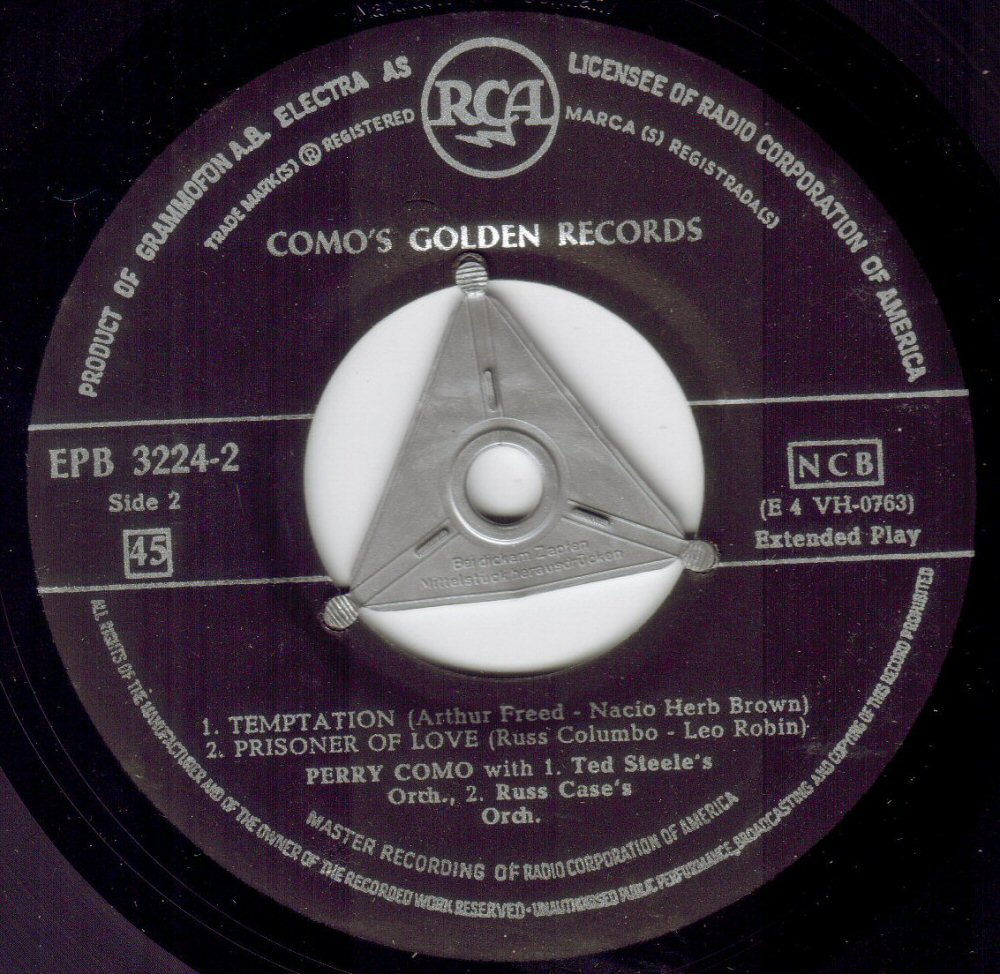 PRODUCT OF GRAMMOFON A.B. ELECTRA AS
LICENSEE OF RADIO CORPORATION OF AMERICA
TRADE MARK(S) ® REGISTERED
RCA
MARCA (S) REGISTRADA(S)
COMO'S GOLDEN RECORDS
EPB 3224-2
Side 2
45
NCB
(E 4 VH-0763)
Extended Play
Bei dickem Zapfen
Mittelstück herausdrücken
1. TEMPTATION (Arthur Freed - Nacio Herb Brown)
2. PRISONER OF LOVE (Russ Columbo - Leo Robin)
PERRY COMO with 1. Ted Steele's
Orch., 2. Russ Case's
Orch.
MASTER RECORDING OF RADIO CORPORATION OF AMERICA
ALL RIGHTS OF THE MANUFACTURER AND OF THE OWNER OF THE RECORDED WORK RESERVED·UNAUTHORISED PUBLIC PERFORMANCE, BROADCASTING AND COPYING OF THIS RECORD PROHIBITED